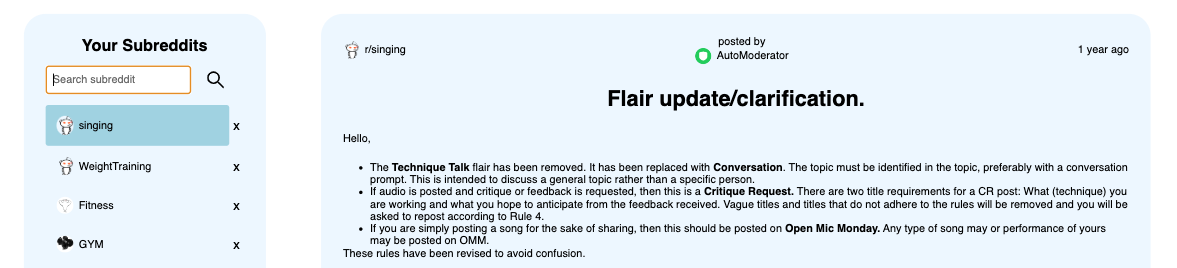 Your Subreddits
Search subreddit
singing x
WeightTraining x
Fitness x
GYM x
r/singing
posted by
AutoModerator
1 year ago
Flair update/clarification.
Hello,
• The Technique Talk flair has been removed. It has been replaced with Conversation. The topic must be identified in the topic, preferably with a conversation
prompt. This is intended to discuss a general topic rather than a specific person.
• If audio is posted and critique or feedback is requested, then this is a Critique Request. There are two title requirements for a CR post: What (technique) you
are working and what you hope to anticipate from the feedback received. Vague titles and titles that do not adhere to the rules will be removed and you will be
asked to repost according to Rule 4.
• If you are simply posting a song for the sake of sharing, then this should be posted on Open Mic Monday. Any type of song may or performance of yours
may be posted on OMM.
These rules have been revised to avoid confusion.